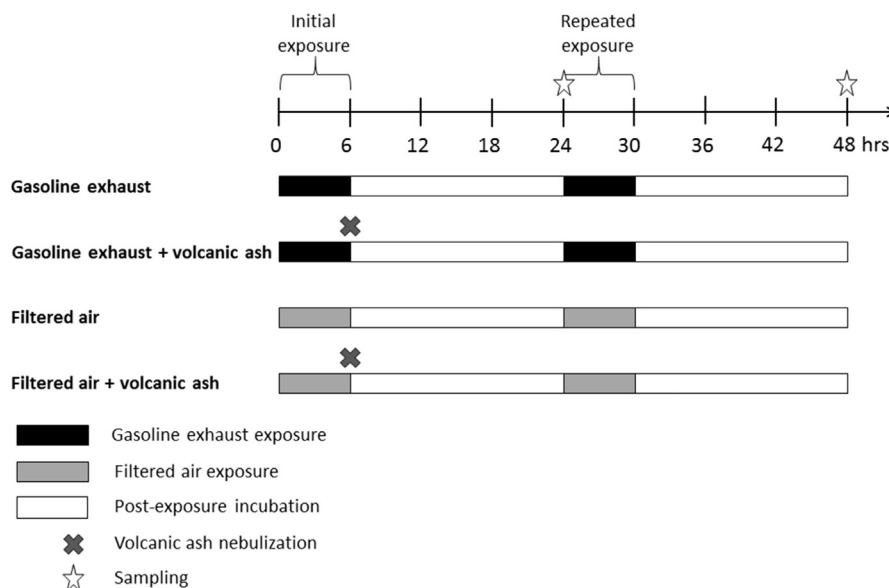 Initial
exposure
Repeated
exposure
0 6 12 18 24 30 36 42 48 hrs
Gasoline exhaust
Gasoline exhaust + volcanic ash
Filtered air
Filtered air + volcanic ash
Gasoline exhaust exposure
Filtered air exposure
Post-exposure incubation
Volcanic ash nebulization
Sampling